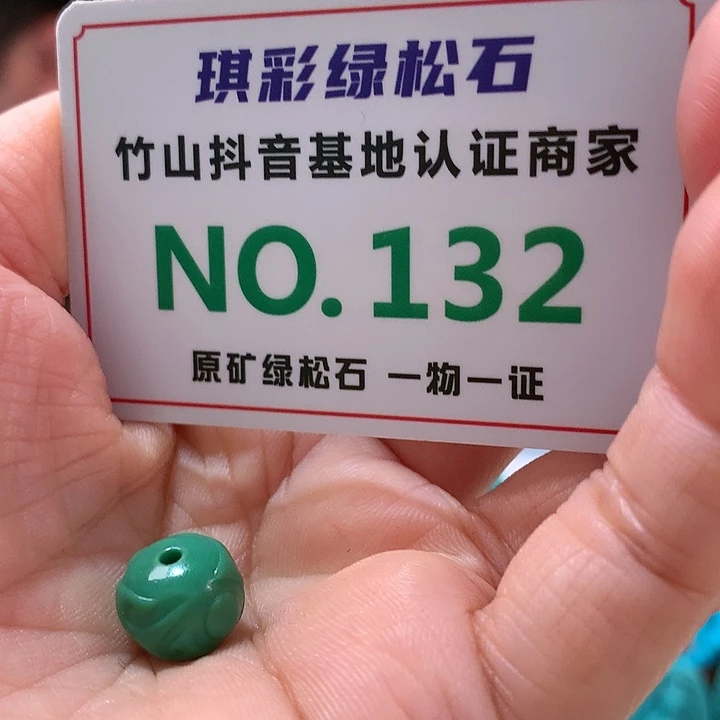 琪彩绿松石
竹山抖音基地认证商家
NO.132
原矿绿松石 一物一证